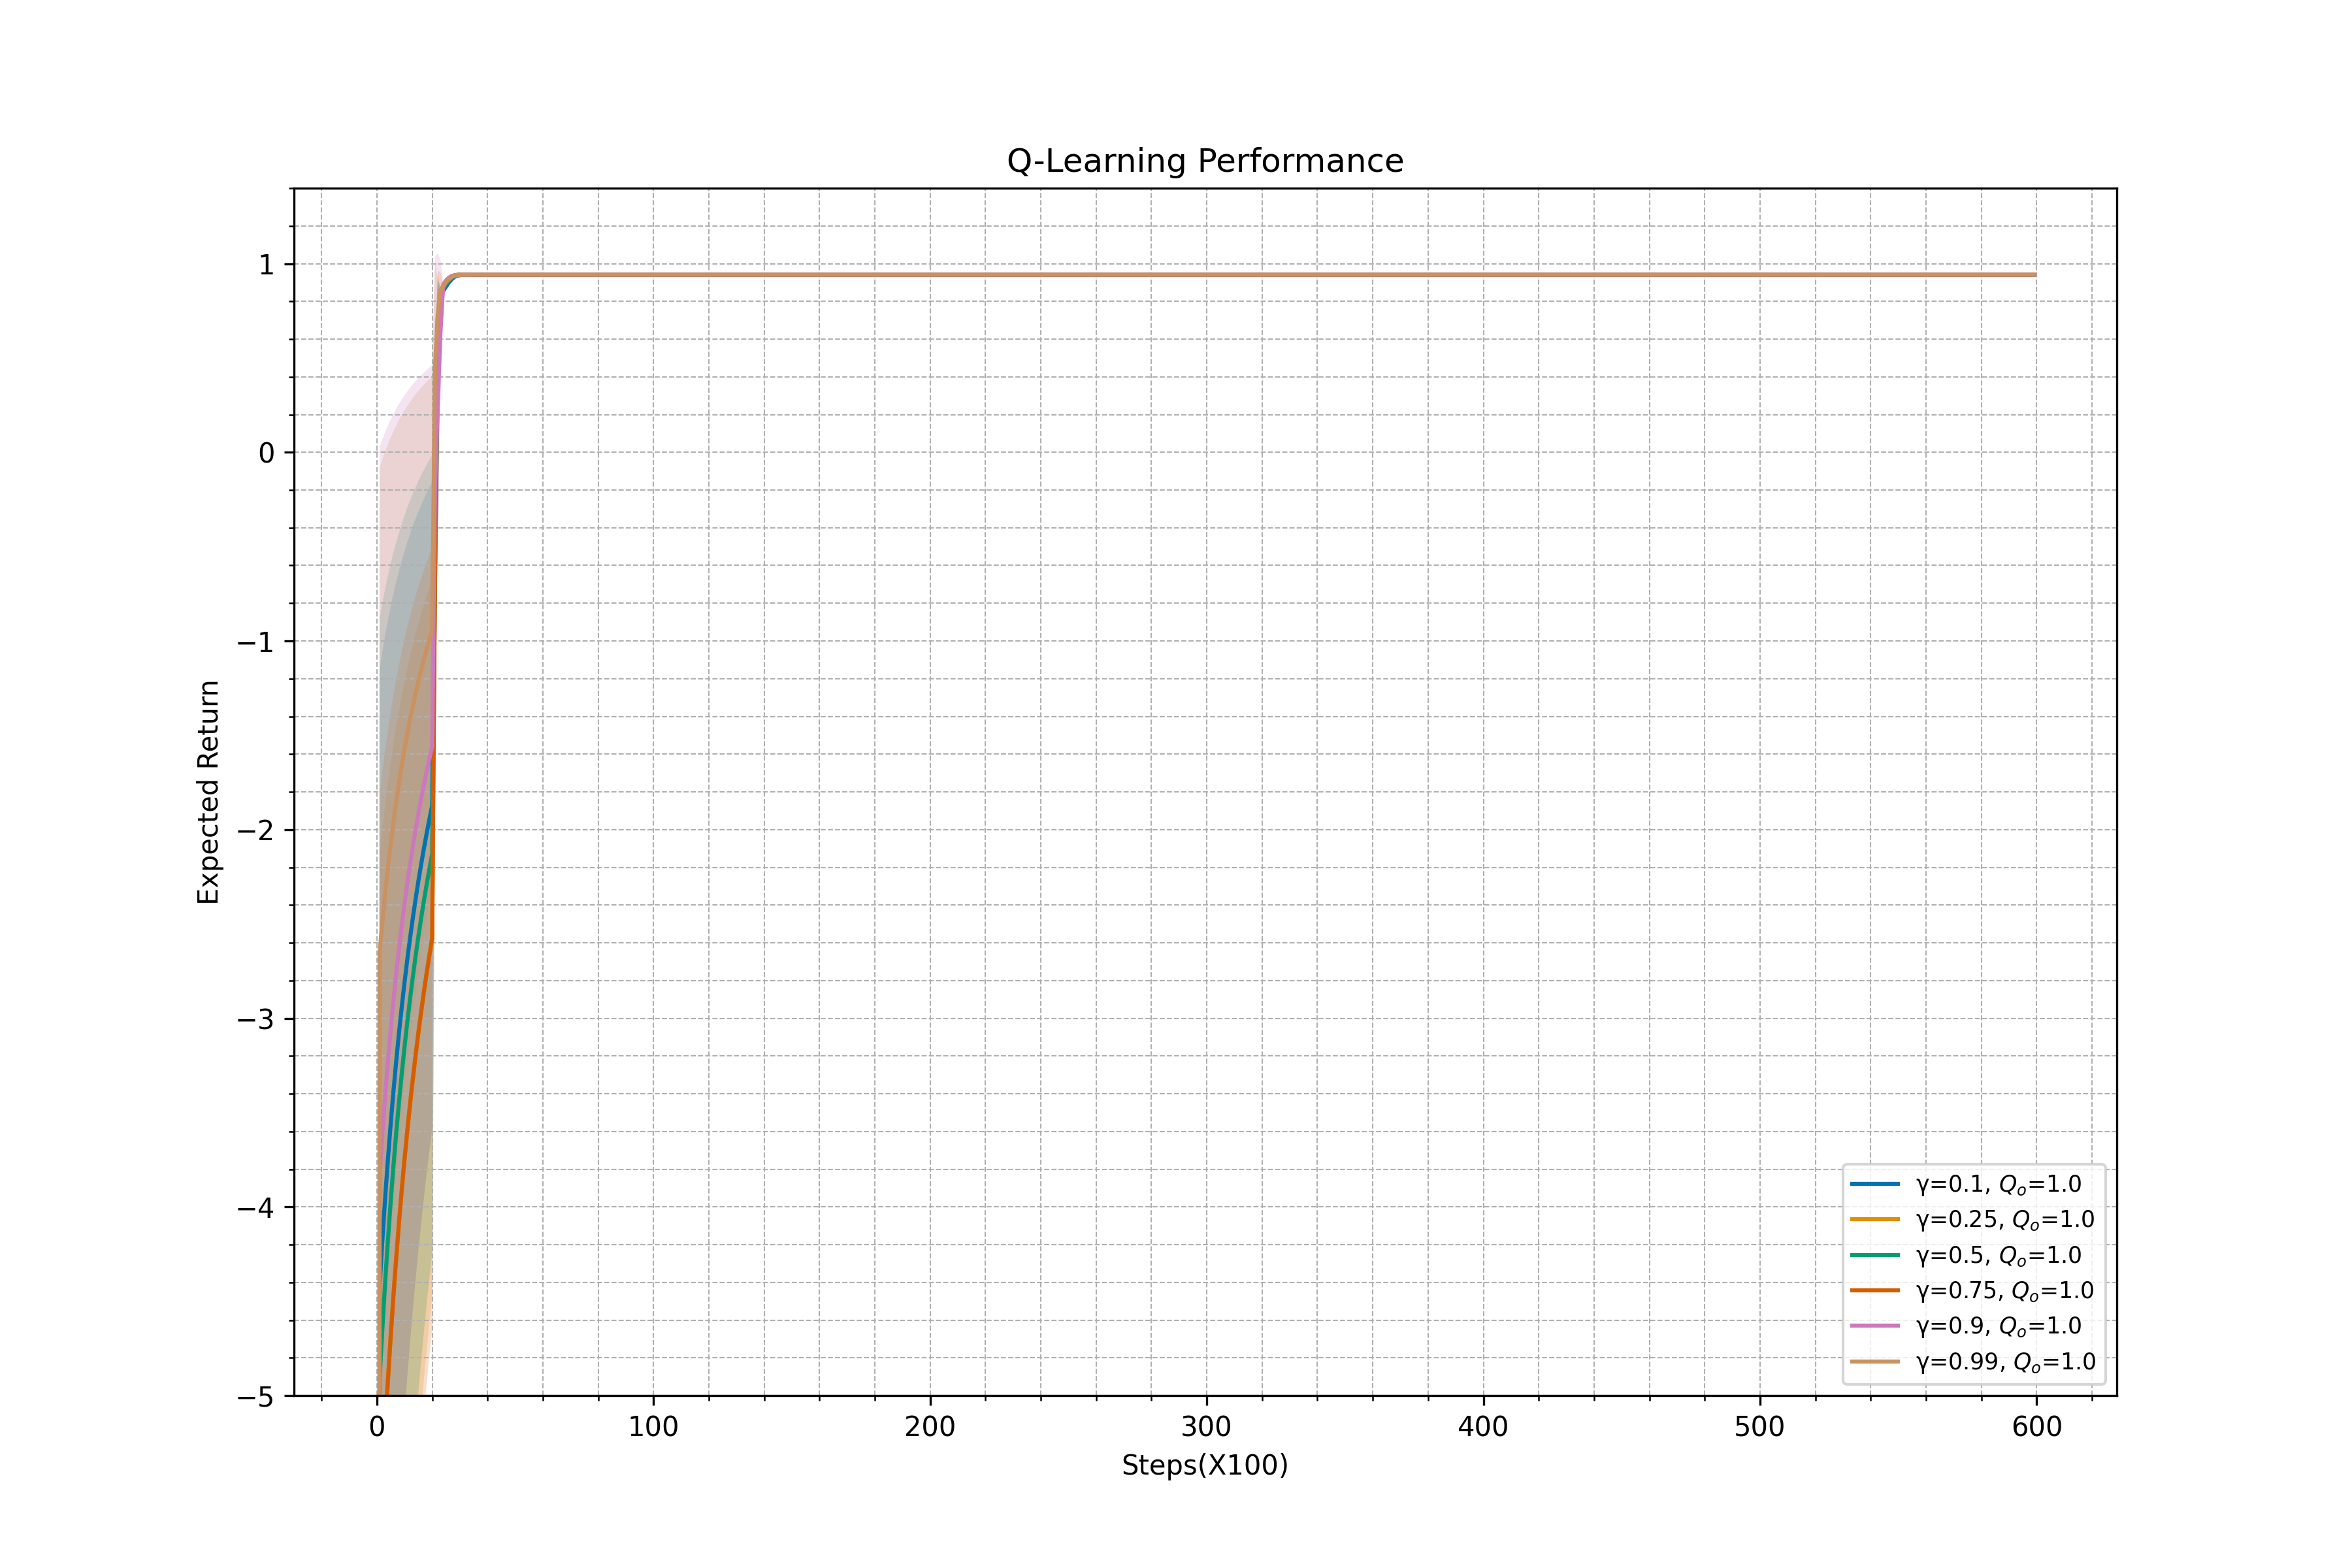 Q-Learning Performance
Expected Return
1
0
−1
−2
−3
−4
−5
0 100 200 300 400 500 600
Steps(X100)
γ=0.1, Qₒ=1.0
γ=0.25, Qₒ=1.0
γ=0.5, Qₒ=1.0
γ=0.75, Qₒ=1.0
γ=0.9, Qₒ=1.0
γ=0.99, Qₒ=1.0